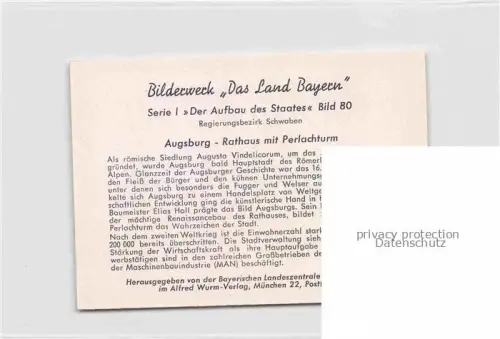 Bilderwerk „Das Land Bayern"
Serie I »Der Aufbau des Staates« Bild 80
Regierungsbezirk Schwaben
Augsburg - Rathaus mit Perlachturm
Als römische Siedlung Augusta Vindelicorum, um das
gründet, wurde Augsburg bald Hauptstadt des Römerl
Alpen. Glanzzeit der Augsburger Geschichte war das 16.
den Fleiß der Bürger und den kühnen Unternehmungs
unter denen sich besonders die Fugger und Welser au
kelte sich Augsburg zu einem Handelsplatz von Weltge
schaftlichen Entwicklung ging die künstlerische Hand in
Baumeister Elias Holl prägte das Bild Augsburgs. Sein
der mächtige Renaissancebau des Rathauses, bildet
Perlachturm das Wahrzeichen der Stadt.
Nach dem zweiten Weltkrieg ist die Einwohnerzahl stark
200 000 bereits überschritten. Die Stadtverwaltung sieh
Stärkung der Wirtschaftskraft als ihre Hauptaufgabe
werbstätigen sind in den zahlreichen Großbetrieben de
der Maschinenbauindustrie (MAN) beschäftigt.
Herausgegeben von der Bayerischen Landeszentrale
im Alfred Wurm-Verlag, München 22, Post
privacy protection
Datenschutz